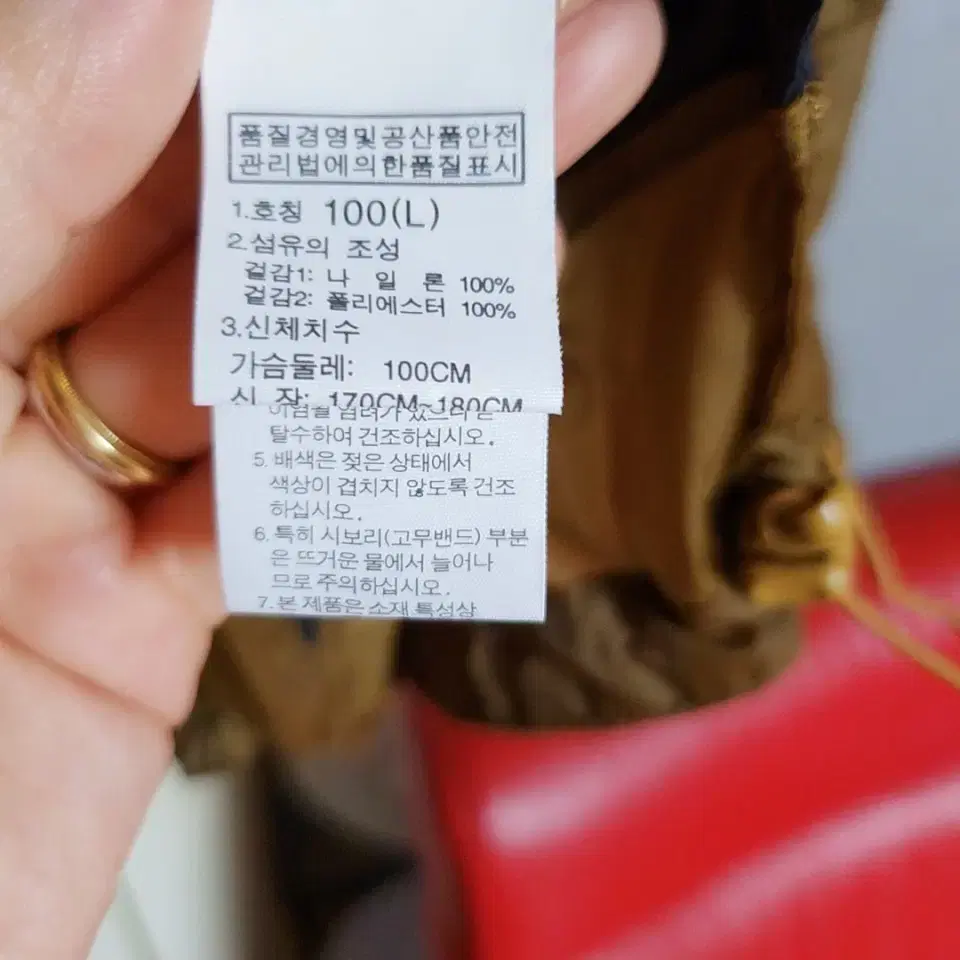 품질경영및공산품안전
관리법에의한품질표시
1.호칭 100(L)
2.섬유의 조성
겉감1: 나 일 론 100%
겉감2: 폴리에스터 100%
3.신체치수
가슴둘레: 100CM
신 장: 170CM~180CM
탈수하여 건조하십시오.
5. 배색은 젖은 상태에서
색상이 겹치지 않도록 건조
하십시오.
6. 특히 시보리(고무밴드) 부분
은 뜨거운 물에서 늘어나
므로 주의하십시오.
7. 본 제품은 소재 특성상